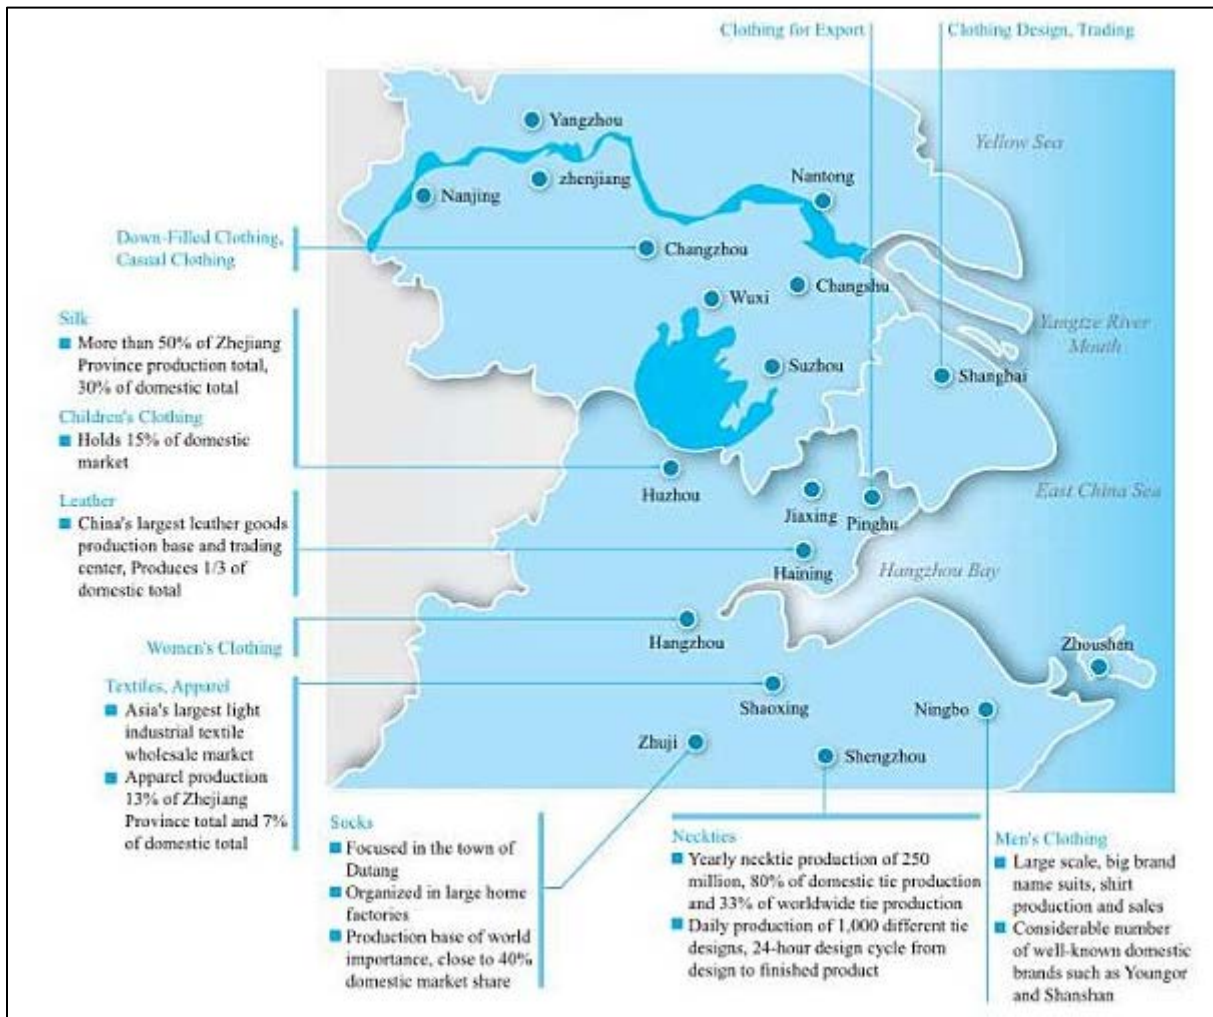 Clothing for Export
Clothing Design, Trading
Yellow Sea
Yangzhou
zhenjiang
Nanjing
Nantong
Down-Filled Clothing,
Casual Clothing
Changzhou
Changshu
Wuxi
Yangtze River
Mouth
Suzhou
Shanghai
Silk
More than 50% of Zhejiang
Province production total,
30% of domestic total
Children's Clothing
Holds 15% of domestic
market
Huzhou
Jiaxing
Pinghu
East China Sea
Leather
China's largest leather goods
production base and trading
center, Produces 1/3 of
domestic total
Haining
Hangzhou Bay
Women's Clothing
Hangzhou
Zhoushan
Textiles, Apparel
Asia's largest light
industrial textile
wholesale market
Apparel production
13% of Zhejiang
Province total and 7%
of domestic total
Shaoxing
Ningbo
Zhuji
Shengzhou
Socks
Focused in the town of
Datang
Organized in large home
factories
Production base of world
importance, close to 40%
domestic market share
Neckties
Yearly necktie production of 250
million, 80% of domestic tie production
and 33% of worldwide tie production
Daily production of 1,000 different tie
designs, 24-hour design cycle from
design to finished product
Men's Clothing
Large scale, big brand
name suits, shirt
production and sales
Considerable number
of well-known domestic
brands such as Youngor
and Shanshan